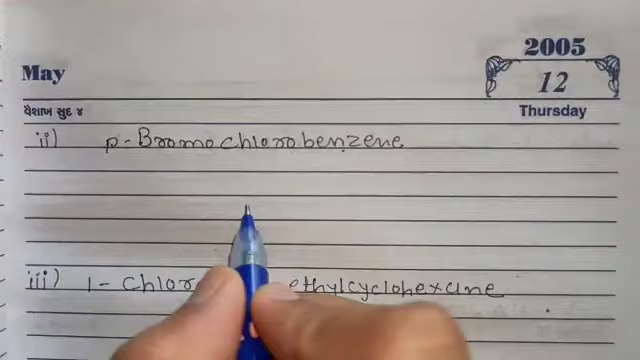 2005
May
12
વૈશાખ સુદ ૪
Thursday
ii) p-Bromochlorobenzene
iii) 1-Chlor ethylcyclohexane